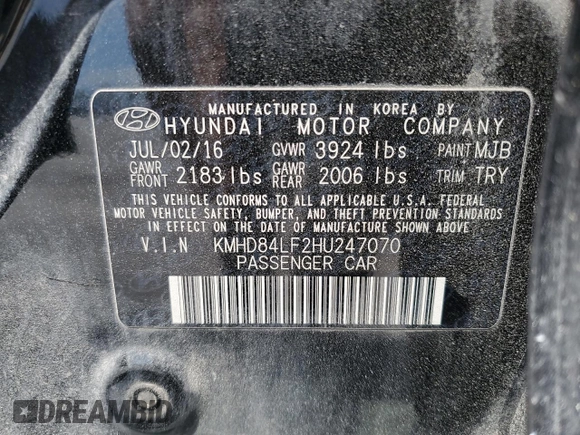 MANUFACTURED IN KOREA BY
HYUNDAI MOTOR COMPANY
JUL/02/16 GVWR 3924 lbs PAINT MJB
GAWR FRONT 2183 lbs GAWR REAR 2006 lbs TRIM TRY
THIS VEHICLE CONFORMS TO ALL APPLICABLE U.S.A. FEDERAL
MOTOR VEHICLE SAFETY, BUMPER, AND THEFT PREVENTION
STANDARDS IN EFFECT ON THE DATE OF MANUFACTURE
SHOWN ABOVE.
V.I.N KMHD84LF2HU247070
PASSENGER CAR
DREAMBID